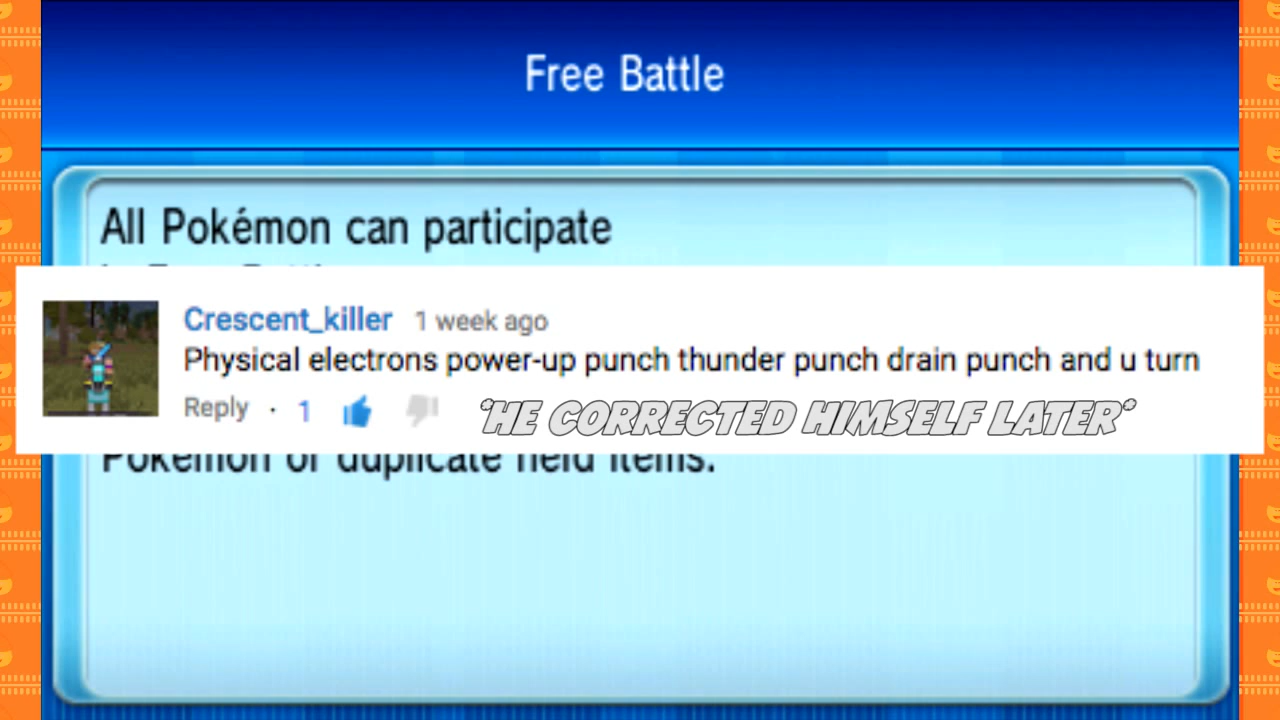 Free Battle
All Pokémon can participate
Crescent_killer 1 week ago
Physical electrons power-up punch thunder punch drain punch and u turn
Reply · 1
*HE CORRECTED HIMSELF LATER*
Pokémon or duplicate held items.